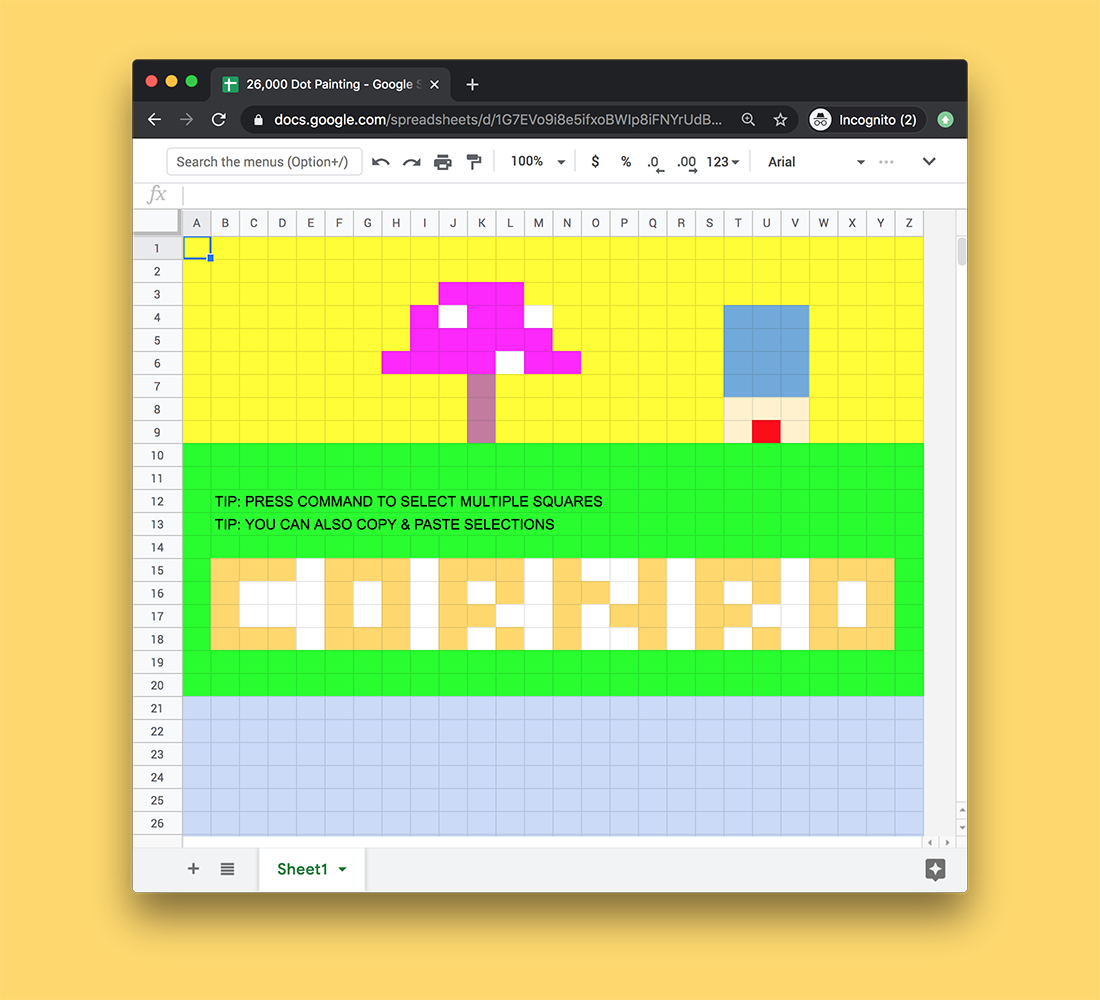 26,000 Dot Painting - Google S
docs.google.com/spreadsheets/d/1G7EVo9i8e5ifxoBWIp8iFNYrUdB...
Incognito (2)
Search the menus (Option+/)
100%
$ % .0 .00 123
Arial
fx
A B C D E F G H I J K L M N O P Q R S T U V W X Y Z
1
2
3
4
5
6
7
8
9
10
11
12 TIP: PRESS COMMAND TO SELECT MULTIPLE SQUARES
13 TIP: YOU CAN ALSO COPY & PASTE SELECTIONS
14
15
16
CORNRO
17
18
19
20
21
22
23
24
25
26
Sheet1